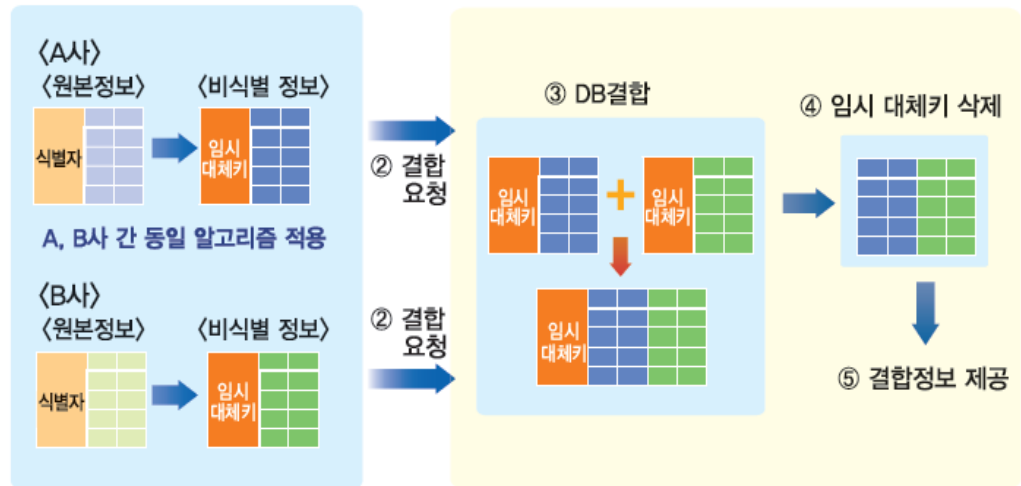 〈A사〉
〈원본정보〉
〈비식별 정보〉
식별자
임시
대체키
A, B사 간 동일 알고리즘 적용
〈B사〉
〈원본정보〉
〈비식별 정보〉
식별자
임시
대체키
② 결합
요청
② 결합
요청
③ DB결합
임시
대체키
+
임시
대체키
임시
대체키
④ 임시 대체키 삭제
⑤ 결합정보 제공